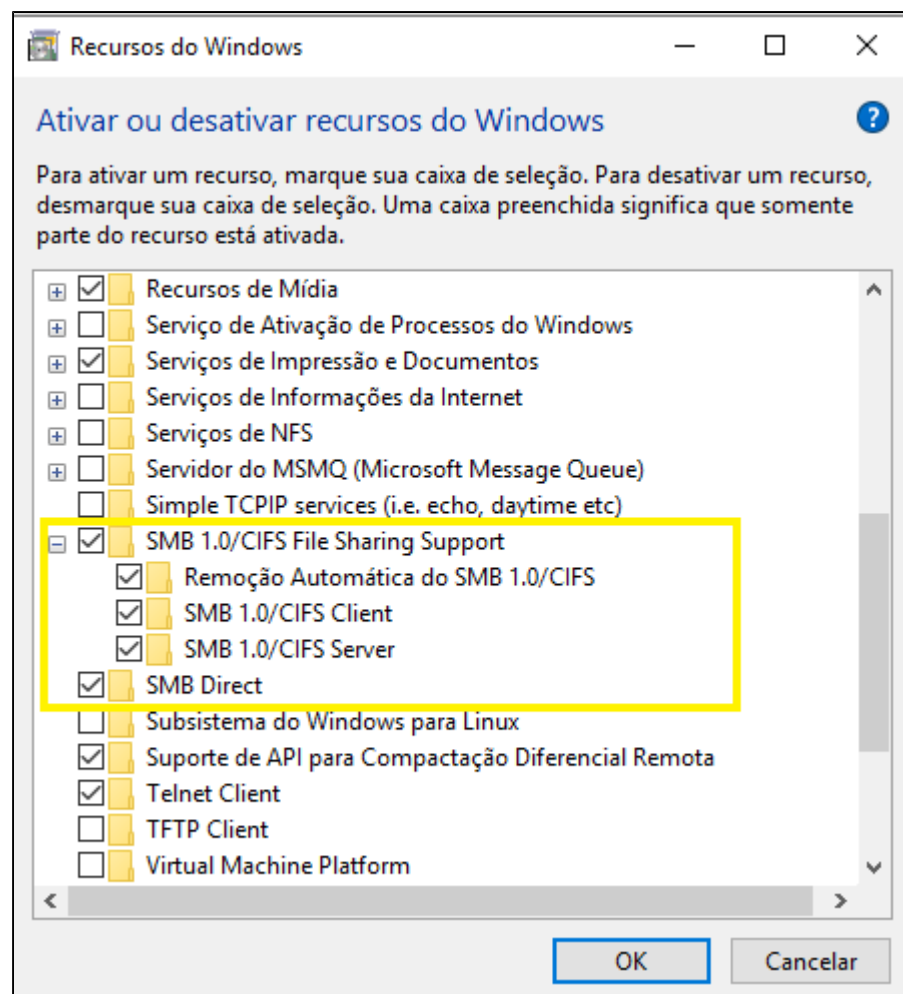 Recursos do Windows
Ativar ou desativar recursos do Windows
Para ativar um recurso, marque sua caixa de seleção. Para desativar um recurso,
desmarque sua caixa de seleção. Uma caixa preenchida significa que somente
parte do recurso está ativada.
Recursos de Mídia
Serviço de Ativação de Processos do Windows
Serviços de Impressão e Documentos
Serviços de Informações da Internet
Serviços de NFS
Servidor do MSMQ (Microsoft Message Queue)
Simple TCPIP services (i.e. echo, daytime etc)
SMB 1.0/CIFS File Sharing Support
Remoção Automática do SMB 1.0/CIFS
SMB 1.0/CIFS Client
SMB 1.0/CIFS Server
SMB Direct
Subsistema do Windows para Linux
Suporte de API para Compactação Diferencial Remota
Telnet Client
TFTP Client
Virtual Machine Platform
OK Cancelar